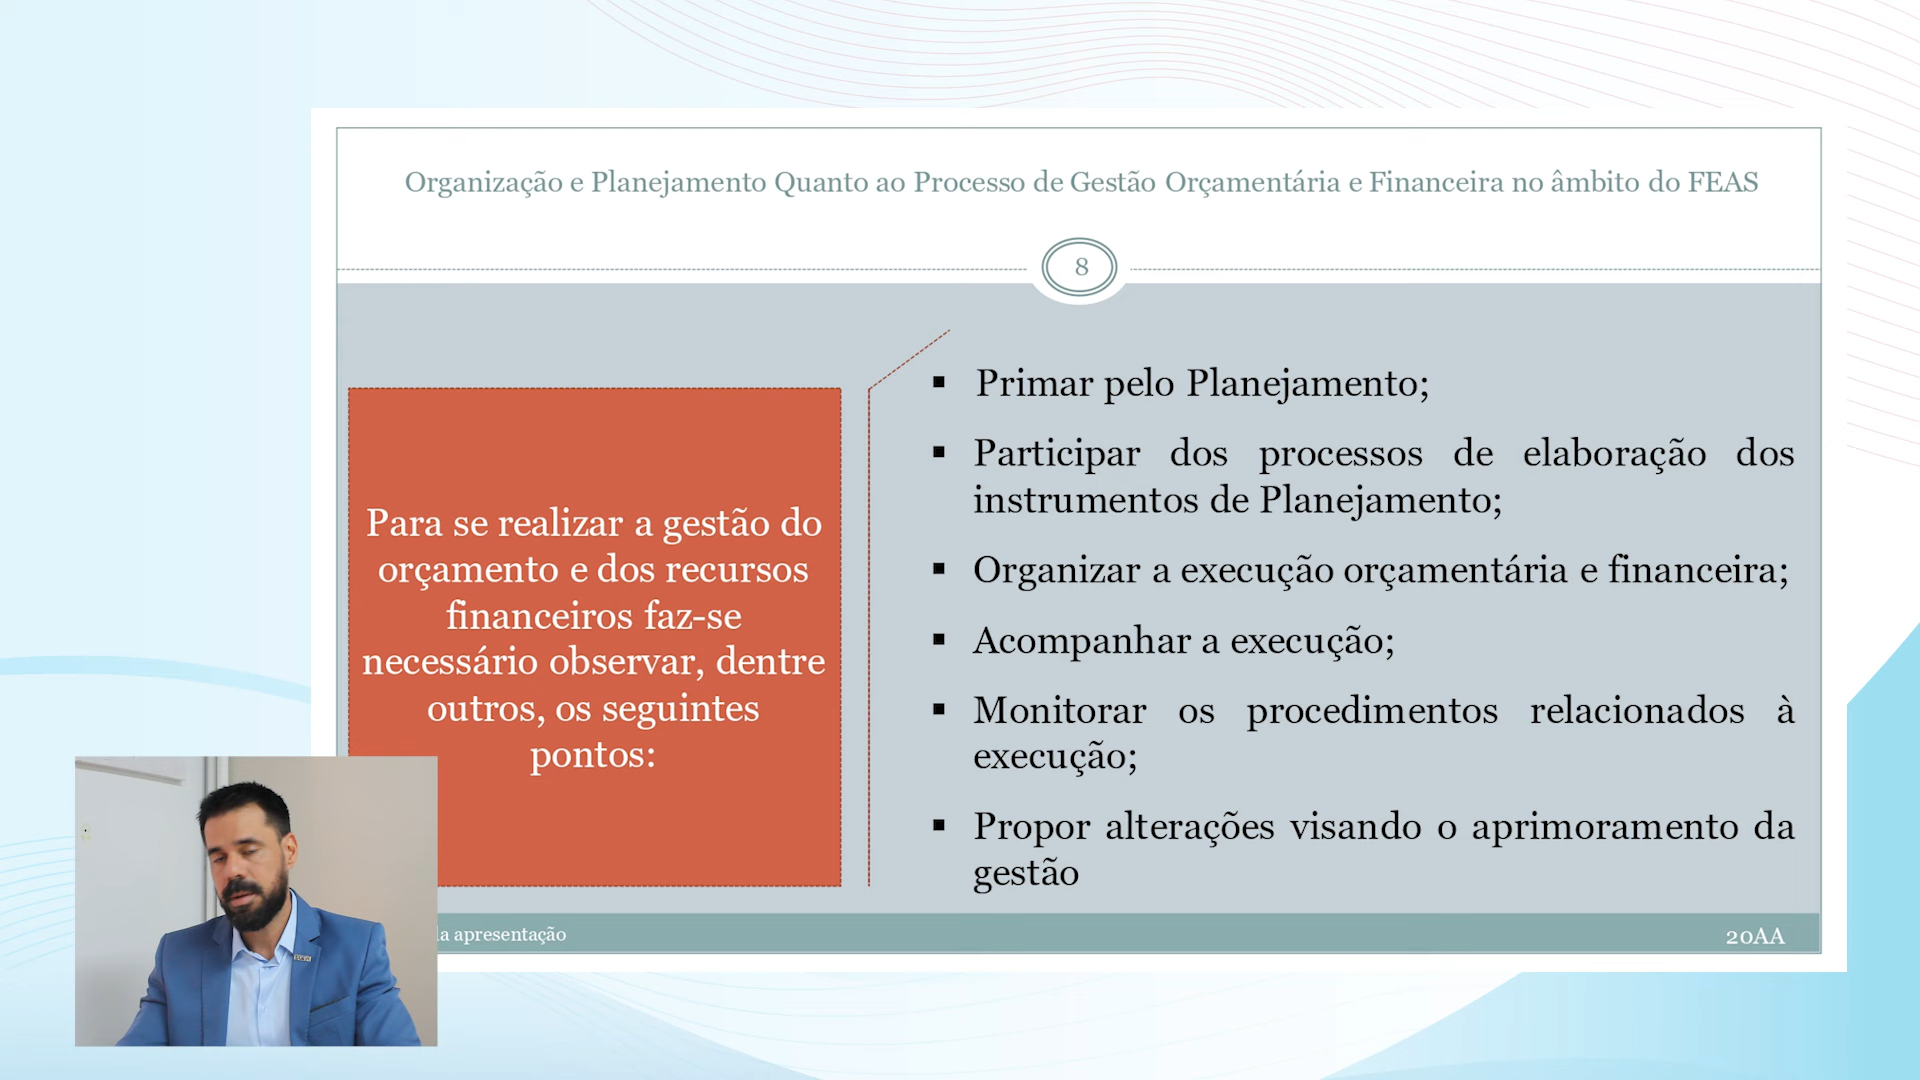 Organização e Planejamento Quanto ao Processo de Gestão Orçamentária e Financeira no âmbito do FEAS
8
Para se realizar a gestão do
orçamento e dos recursos
financeiros faz-se
necessário observar, dentre
outros, os seguintes
pontos:
▪ Primar pelo Planejamento;
▪ Participar dos processos de elaboração dos
instrumentos de Planejamento;
▪ Organizar a execução orçamentária e financeira;
▪ Acompanhar a execução;
▪ Monitorar os procedimentos relacionados à
execução;
▪ Propor alterações visando o aprimoramento da
gestão
la apresentação
20AA